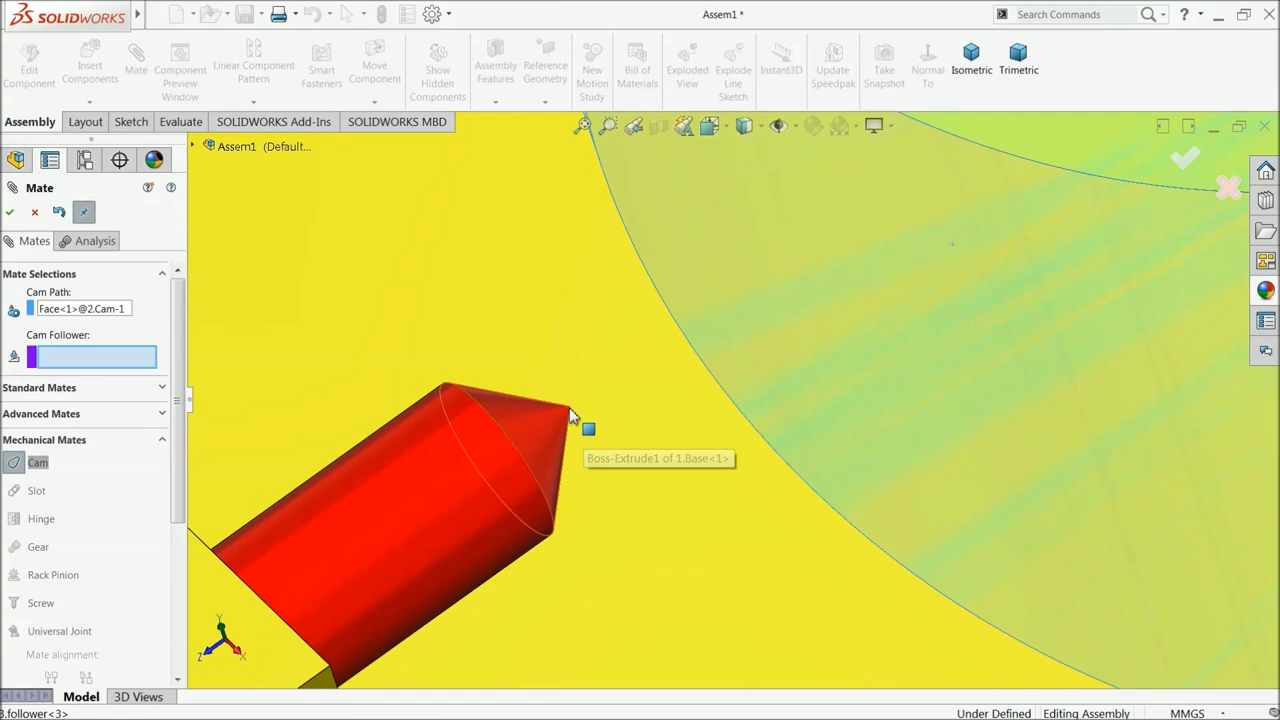 SOLIDWORKS
Assem1 *
Search Commands
?
Edit Component
Insert Components
Mate
Component Preview Window
Linear Component Pattern
Smart Fasteners
Move Component
Show Hidden Components
Assembly Features
Reference Geometry
New Motion Study
Bill of Materials
Exploded View
Explode Line Sketch
Instant3D
Update Speedpak
Take Snapshot
Normal To
Isometric
Trimetric
Assembly
Layout
Sketch
Evaluate
SOLIDWORKS Add-Ins
SOLIDWORKS MBD
Assem1 (Default...
Mate
Mates
Analysis
Mate Selections
Cam Path:
Face<1>@2.Cam-1
Cam Follower:
Standard Mates
Advanced Mates
Mechanical Mates
Cam
Slot
Hinge
Gear
Rack Pinion
Screw
Universal Joint
Mate alignment:
Boss-Extrude1 of 1.Base<1>
Y
Z
X
Model
3D Views
3.follower<3>
Under Defined
Editing Assembly
MMGS